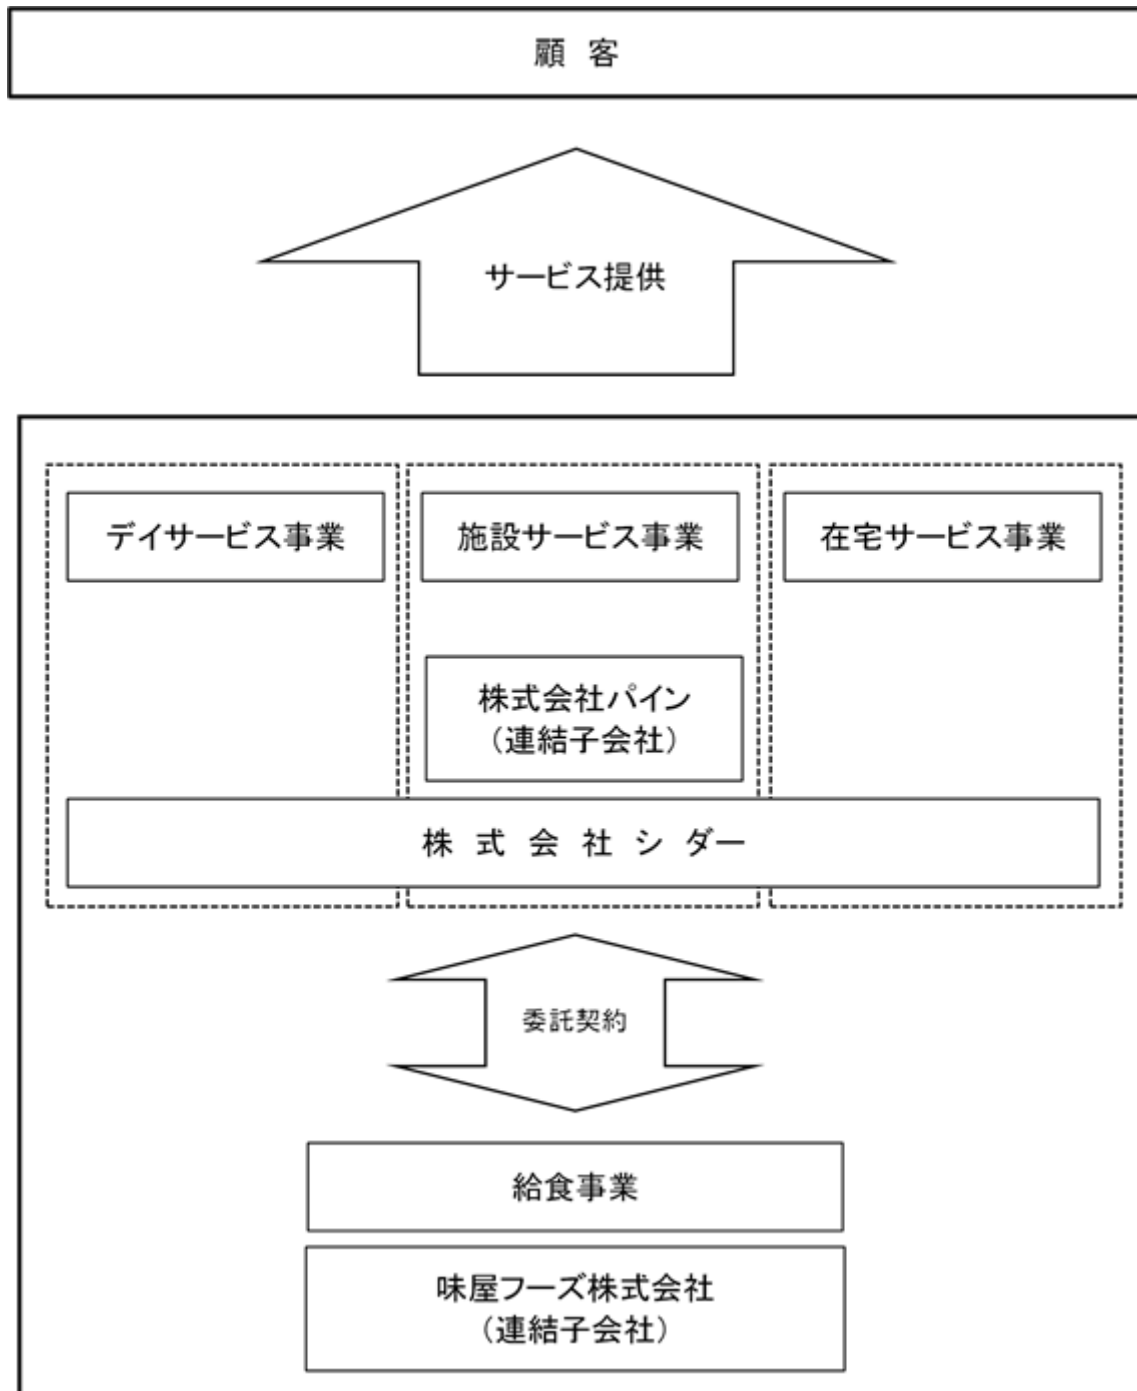 顧 客
サービス提供
デイサービス事業
施設サービス事業
在宅サービス事業
株式会社パイン
（連結子会社）
株 式 会 社 シ ダー
委託契約
給食事業
味屋フーズ株式会社
（連結子会社）